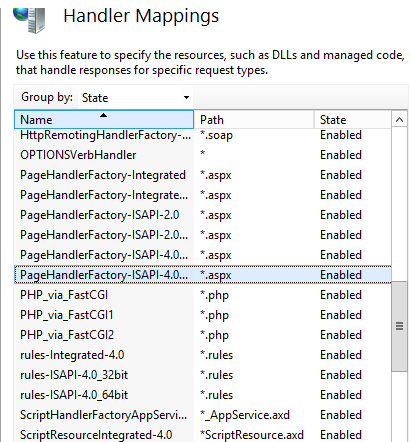 Handler Mappings
Use this feature to specify the resources, such as DLLs and managed code,
that handle responses for specific request types.
Group by: State
Name Path State
HttpRemotingHandlerFactory-... *.soap Enabled
OPTIONSVerbHandler * Enabled
PageHandlerFactory-Integrated *.aspx Enabled
PageHandlerFactory-ISAPI-2.0 *.aspx Enabled
PageHandlerFactory-ISAPI-2.0... *.aspx Enabled
PageHandlerFactory-ISAPI-4.0... *.aspx Enabled
PageHandlerFactory-ISAPI-4.0... *.aspx Enabled
PHP_via_FastCGI *.php Enabled
PHP_via_FastCGI1 *.php Enabled
PHP_via_FastCGI2 *.php Enabled
rules-Integrated-4.0 *.rules Enabled
rules-ISAPI-4.0_32bit *.rules Enabled
rules-ISAPI-4.0_64bit *.rules Enabled
ScriptHandlerFactoryAppServ... *_AppService.axd Enabled
ScriptResourceIntegrated-4.0 *ScriptResource.axd Enabled